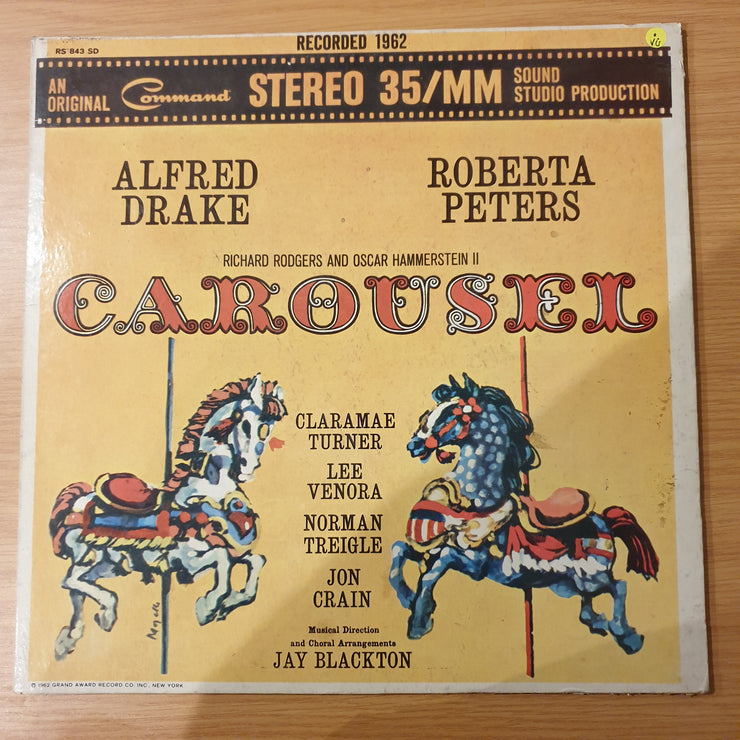 RS 843 SD
RECORDED 1962
VG
AN
ORIGINAL
Command
STEREO 35/MM
SOUND
STUDIO PRODUCTION
ALFRED
DRAKE
ROBERTA
PETERS
RICHARD RODGERS AND OSCAR HAMMERSTEIN II
CAROUSEL
CLARAMAE
TURNER
LEE
VENORA
NORMAN
TREIGLE
JON
CRAIN
Musical Direction
and Choral Arrangements
JAY BLACKTON
© 1962 GRAND AWARD RECORD CO. INC., NEW YORK